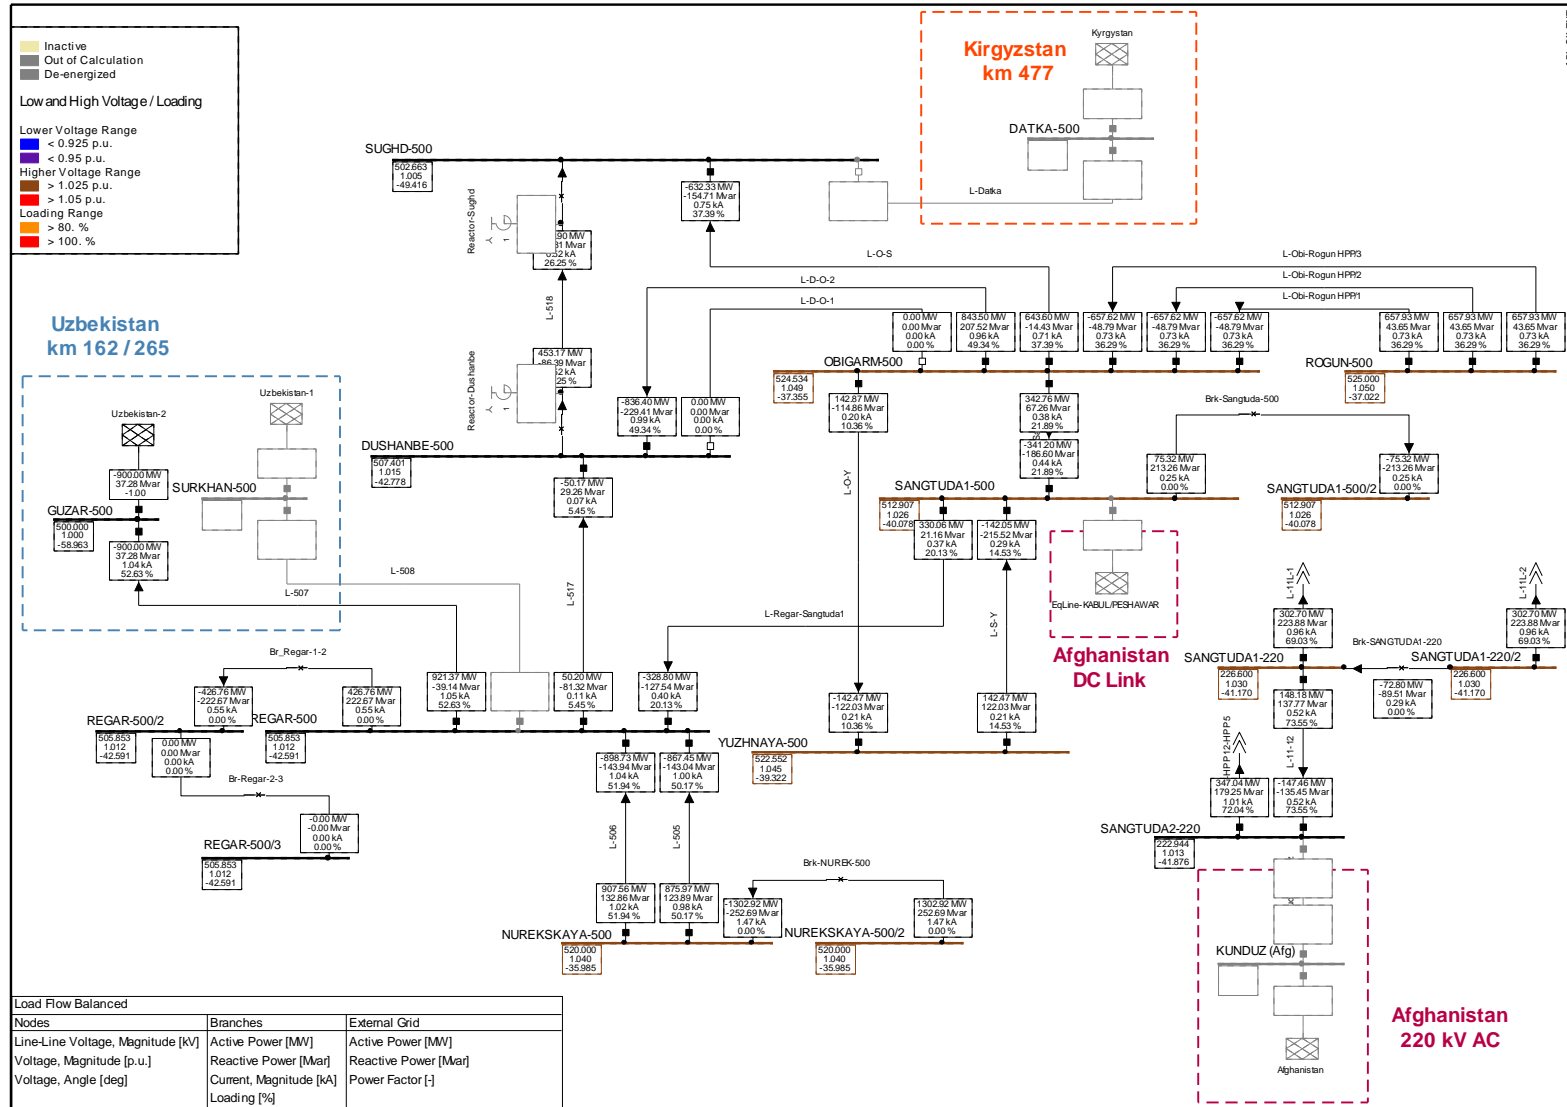 Inactive
Out of Calculation
De-energized
Low and High Voltage / Loading
Lower Voltage Range
< 0.925 p.u.
< 0.95 p.u.
Higher Voltage Range
> 1.025 p.u.
> 1.05 p.u.
Loading Range
> 80. %
> 100. %
Kirgyzstan
km 477
Kyrgystan
DATKA-500
L-Datka
SUGHD-500
502.663
1.005
-49.416
-632.33 MW
-154.71 Mvar
0.75 kA
37.39 %
Reactor-Sughd
1
26.25 %
L-518
453.17 MW
-86.39 Mvar
Reactor-Dushanbe
1
L-O-S
L-D-O-2
L-D-O-1
L-Obi-Rogun HPP/3
L-Obi-Rogun HPP/2
L-Obi-Rogun HPP/1
0.00 MW
0.00 Mvar
0.00 kA
0.00 %
843.50 MW
207.52 Mvar
0.96 kA
49.34 %
643.60 MW
-14.43 Mvar
0.71 kA
37.39 %
-657.62 MW
-48.79 Mvar
0.73 kA
36.29 %
-657.62 MW
-48.79 Mvar
0.73 kA
36.29 %
-657.62 MW
-48.79 Mvar
0.73 kA
36.29 %
657.93 MW
43.65 Mvar
0.73 kA
36.29 %
657.93 MW
43.65 Mvar
0.73 kA
36.29 %
657.93 MW
43.65 Mvar
0.73 kA
36.29 %
OBIGARM-500
524.534
1.049
-37.355
ROGUN-500
525.000
1.050
-37.022
Uzbekistan
km 162 / 265
Uzbekistan-1
Uzbekistan-2
-900.00 MW
37.28 Mvar
-1.00
SURKHAN-500
GUZAR-500
500.000
1.000
-58.963
-900.00 MW
37.28 Mvar
1.04 kA
52.63 %
L-508
L-507
-836.40 MW
-229.41 Mvar
0.99 kA
49.34 %
0.00 MW
0.00 Mvar
0.00 kA
0.00 %
DUSHANBE-500
507.401
1.015
-42.778
-50.17 MW
29.26 Mvar
0.07 kA
5.45 %
L-517
142.87 MW
-114.86 Mvar
0.20 kA
10.36 %
L-O-Y
342.76 MW
67.26 Mvar
0.38 kA
21.89 %
-341.20 MW
-186.60 Mvar
0.44 kA
21.89 %
Brk-Sangtuda-500
75.32 MW
213.26 Mvar
0.25 kA
0.00 %
-75.32 MW
-213.26 Mvar
0.25 kA
0.00 %
SANGTUDA1-500
512.907
1.026
-40.078
SANGTUDA1-500/2
512.907
1.026
-40.078
330.06 MW
21.16 Mvar
0.37 kA
20.13 %
-142.05 MW
-215.52 Mvar
0.29 kA
14.53 %
EqLine-KABUL/PESHAWAR
Afghanistan
DC Link
L-Regar-Sangtuda1
L-S-Y
L-11L-1
L-11L-2
302.70 MW
223.88 Mvar
0.96 kA
69.03 %
302.70 MW
223.88 Mvar
0.96 kA
69.03 %
Brk-SANGTUDA1-220
SANGTUDA1-220
226.600
1.030
-41.170
SANGTUDA1-220/2
226.600
1.030
-41.170
-72.80 MW
-89.51 Mvar
0.29 kA
0.00 %
148.18 MW
137.77 Mvar
0.52 kA
73.55 %
L-11-12
-HPP12-HPP5
347.04 MW
179.25 Mvar
1.01 kA
72.04 %
-147.46 MW
-135.45 Mvar
0.52 kA
73.55 %
SANGTUDA2-220
222.944
1.013
-41.876
KUNDUZ (Afg)
Afghanistan
Afghanistan
220 kV AC
Br_Regar-1-2
-426.76 MW
-222.67 Mvar
0.55 kA
0.00 %
426.76 MW
222.67 Mvar
0.55 kA
0.00 %
921.37 MW
-39.14 Mvar
1.05 kA
52.63 %
50.20 MW
-81.32 Mvar
0.11 kA
5.45 %
-328.80 MW
-127.54 Mvar
0.40 kA
20.13 %
REGAR-500/2
505.853
1.012
-42.591
REGAR-500
505.853
1.012
-42.591
0.00 MW
0.00 Mvar
0.00 kA
0.00 %
Br-Regar-2-3
-0.00 MW
-0.00 Mvar
0.00 kA
0.00 %
REGAR-500/3
505.853
1.012
-42.591
-142.47 MW
-122.03 Mvar
0.21 kA
10.36 %
142.47 MW
122.03 Mvar
0.21 kA
14.53 %
YUZHNAYA-500
522.552
1.045
-39.322
-898.73 MW
-143.94 Mvar
1.04 kA
51.94 %
-867.45 MW
-143.04 Mvar
1.00 kA
50.17 %
L-506
L-505
907.56 MW
132.86 Mvar
1.02 kA
51.94 %
875.97 MW
123.89 Mvar
0.98 kA
50.17 %
Brk-NUREK-500
-1302.92 MW
-252.69 Mvar
1.47 kA
0.00 %
1302.92 MW
252.69 Mvar
1.47 kA
0.00 %
NUREKSKAYA-500
520.000
1.040
-35.985
NUREKSKAYA-500/2
520.000
1.040
-35.985
Load Flow Balanced
Nodes
Branches
External Grid
Line-Line Voltage, Magnitude [kV]
Active Power [MW]
Active Power [MW]
Voltage, Magnitude [p.u.]
Reactive Power [Mvar]
Reactive Power [Mvar]
Voltage, Angle [deg]
Current, Magnitude [kA]
Power Factor [-]
Loading [%]